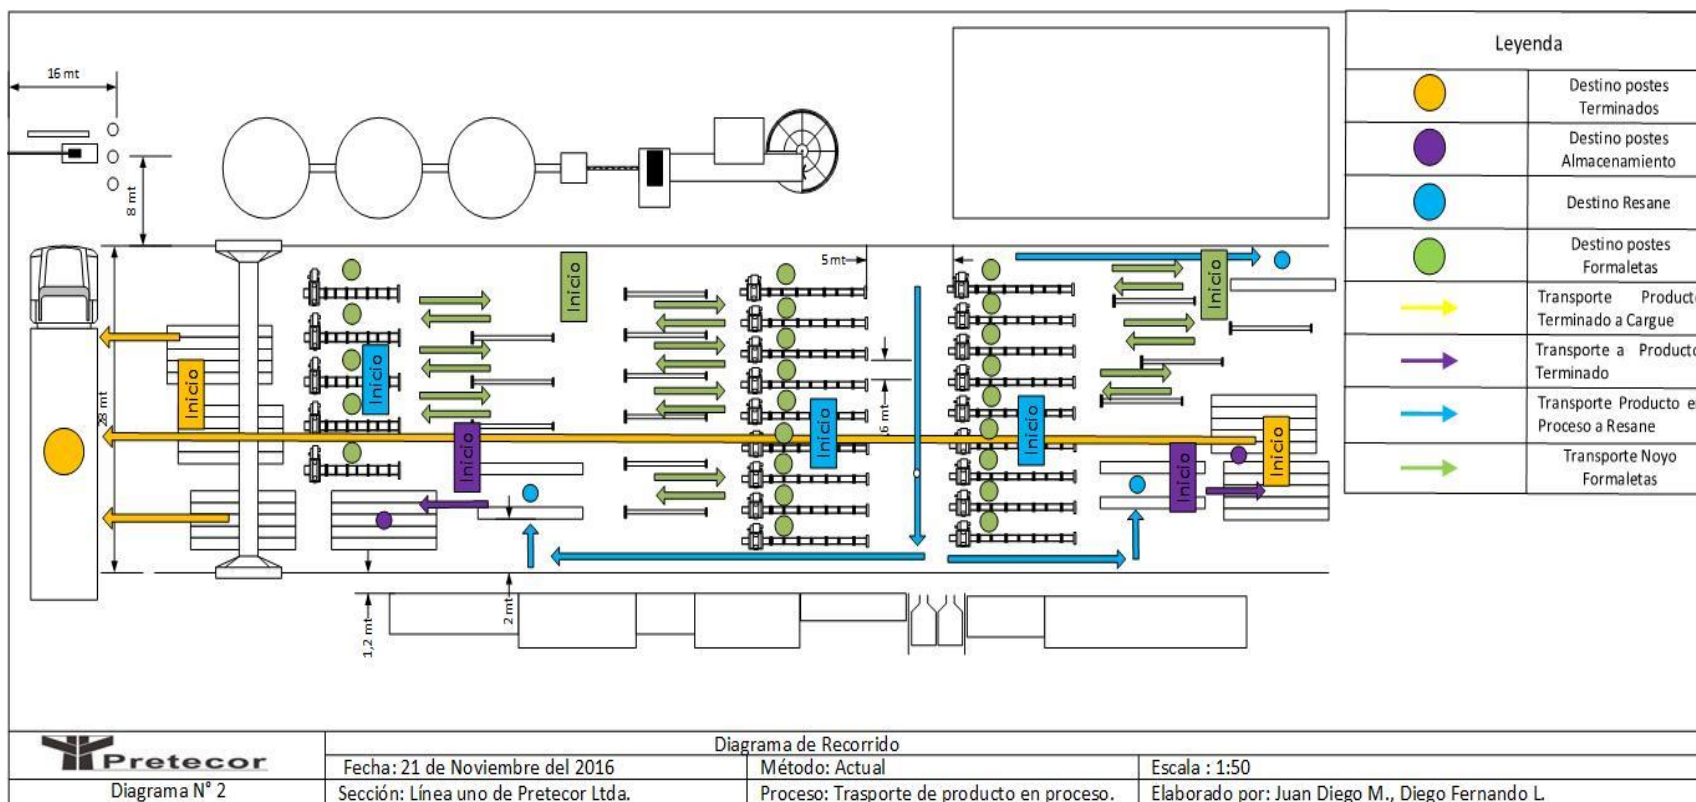 16 mt
8 mt
28 mt
5 mt
,6 mt
2 mt
1,2 mt
Inicio
Inicio
Inicio
Inicio
Inicio
Inicio
Inicio
Inicio
Inicio
Leyenda
Destino postes
Terminados
Destino postes
Almacenamiento
Destino Resane
Destino postes
Formaletas
Transporte Producto
Terminado a Cargue
Transporte a Producto
Terminado
Transporte Producto e
Proceso a Resane
Transporte Noyo
Formaletas
Pretecor
Diagrama N° 2
Diagrama de Recorrido
Fecha: 21 de Noviembre del 2016
Método: Actual
Escala : 1:50
Sección: Línea uno de Pretecor Ltda.
Proceso: Trasporte de producto en proceso.
Elaborado por: Juan Diego M., Diego Fernando L.